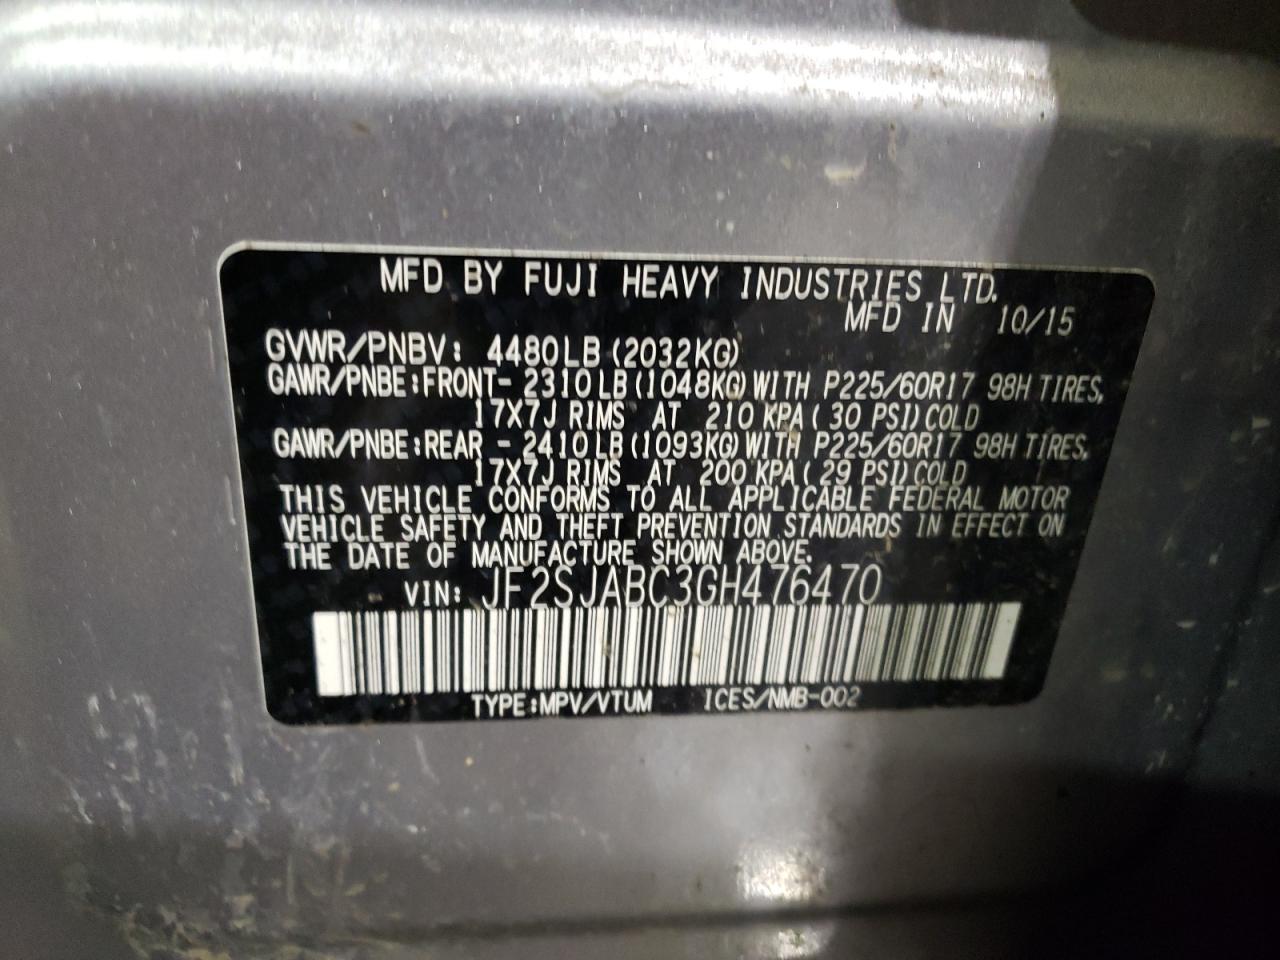 MFD BY FUJI HEAVY INDUSTRIES LTD.
MFD IN 10/15
GVWR/PNBV: 4480LB (2032KG)
GAWR/PNBE:FRONT- 2310LB(1048KG)WITH P225/60R17 98H TIRES,
17X7J RIMS AT 210 KPA( 30 PSI)COLD
GAWR/PNBE:REAR - 2410LB(1093KG)WITH P225/60R17 98H TIRES,
17X7J RIMS AT 200 KPA( 29 PSI)COLD
THIS VEHICLE CONFORMS TO ALL APPLICABLE FEDERAL MOTOR
VEHICLE SAFETY AND THEFT PREVENTION STANDARDS IN EFFECT ON
THE DATE OF MANUFACTURE SHOWN ABOVE.
VIN: JF2SJABC3GH476470
TYPE:MPV/VTUM ICES/NMB-002